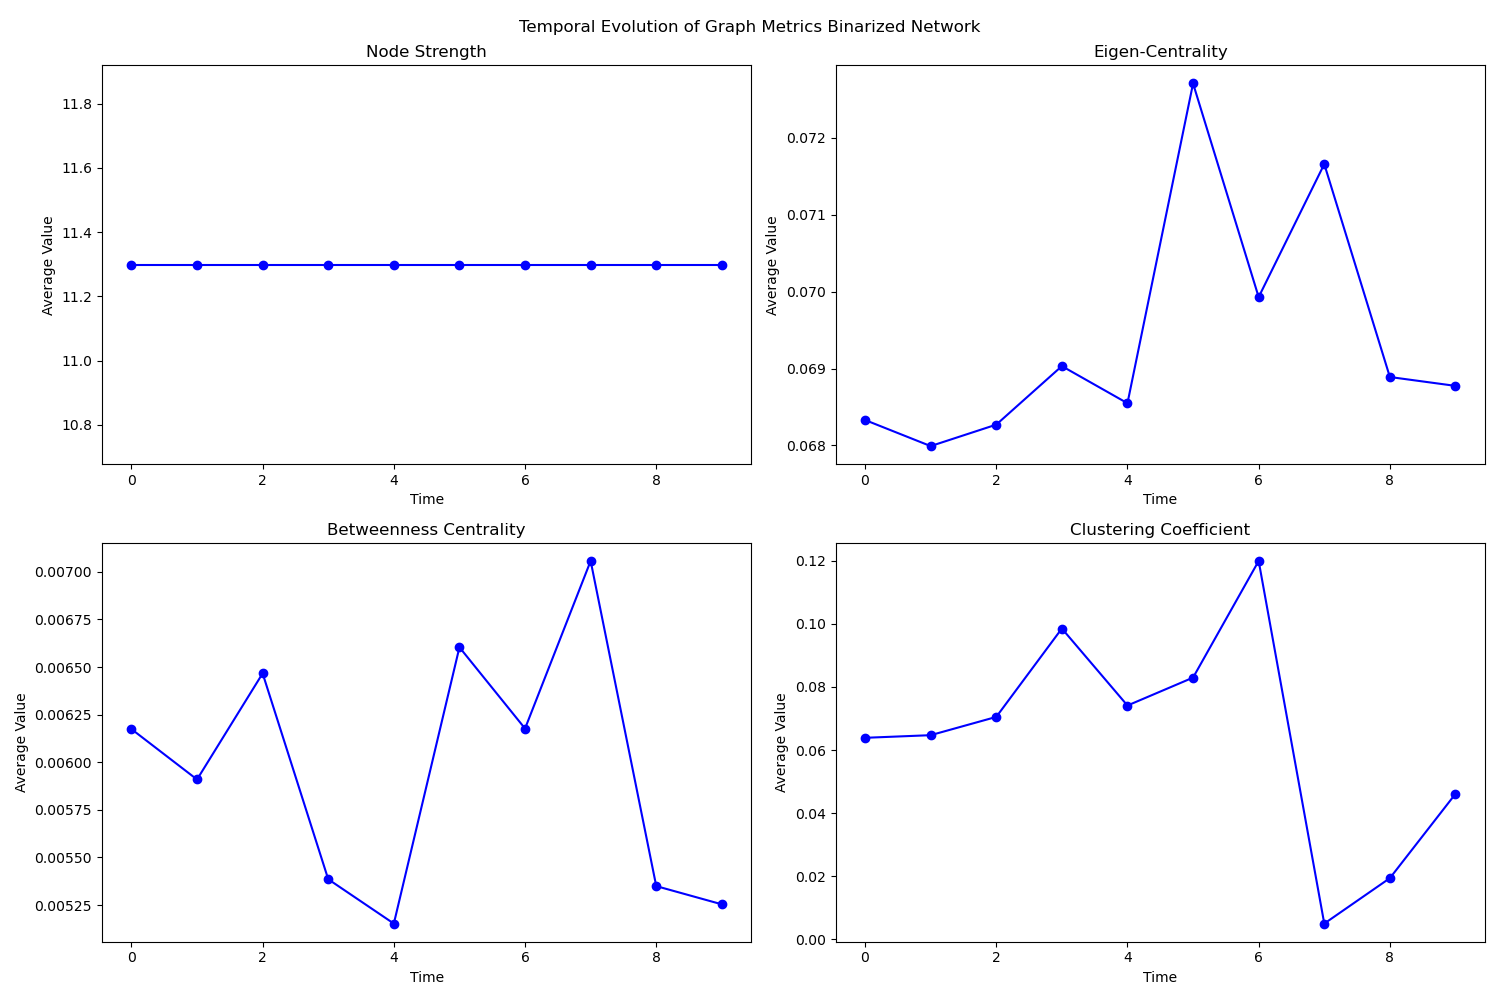 Temporal Evolution of Graph Metrics Binarized Network
Node Strength
Average Value
11.8
11.6
11.4
11.2
11.0
10.8
0 2 4 6 8
Time
Eigen-Centrality
Average Value
0.072
0.071
0.070
0.069
0.068
0 2 4 6 8
Time
Betweenness Centrality
Average Value
0.00700
0.00675
0.00650
0.00625
0.00600
0.00575
0.00550
0.00525
0 2 4 6 8
Time
Clustering Coefficient
Average Value
0.12
0.10
0.08
0.06
0.04
0.02
0.00
0 2 4 6 8
Time